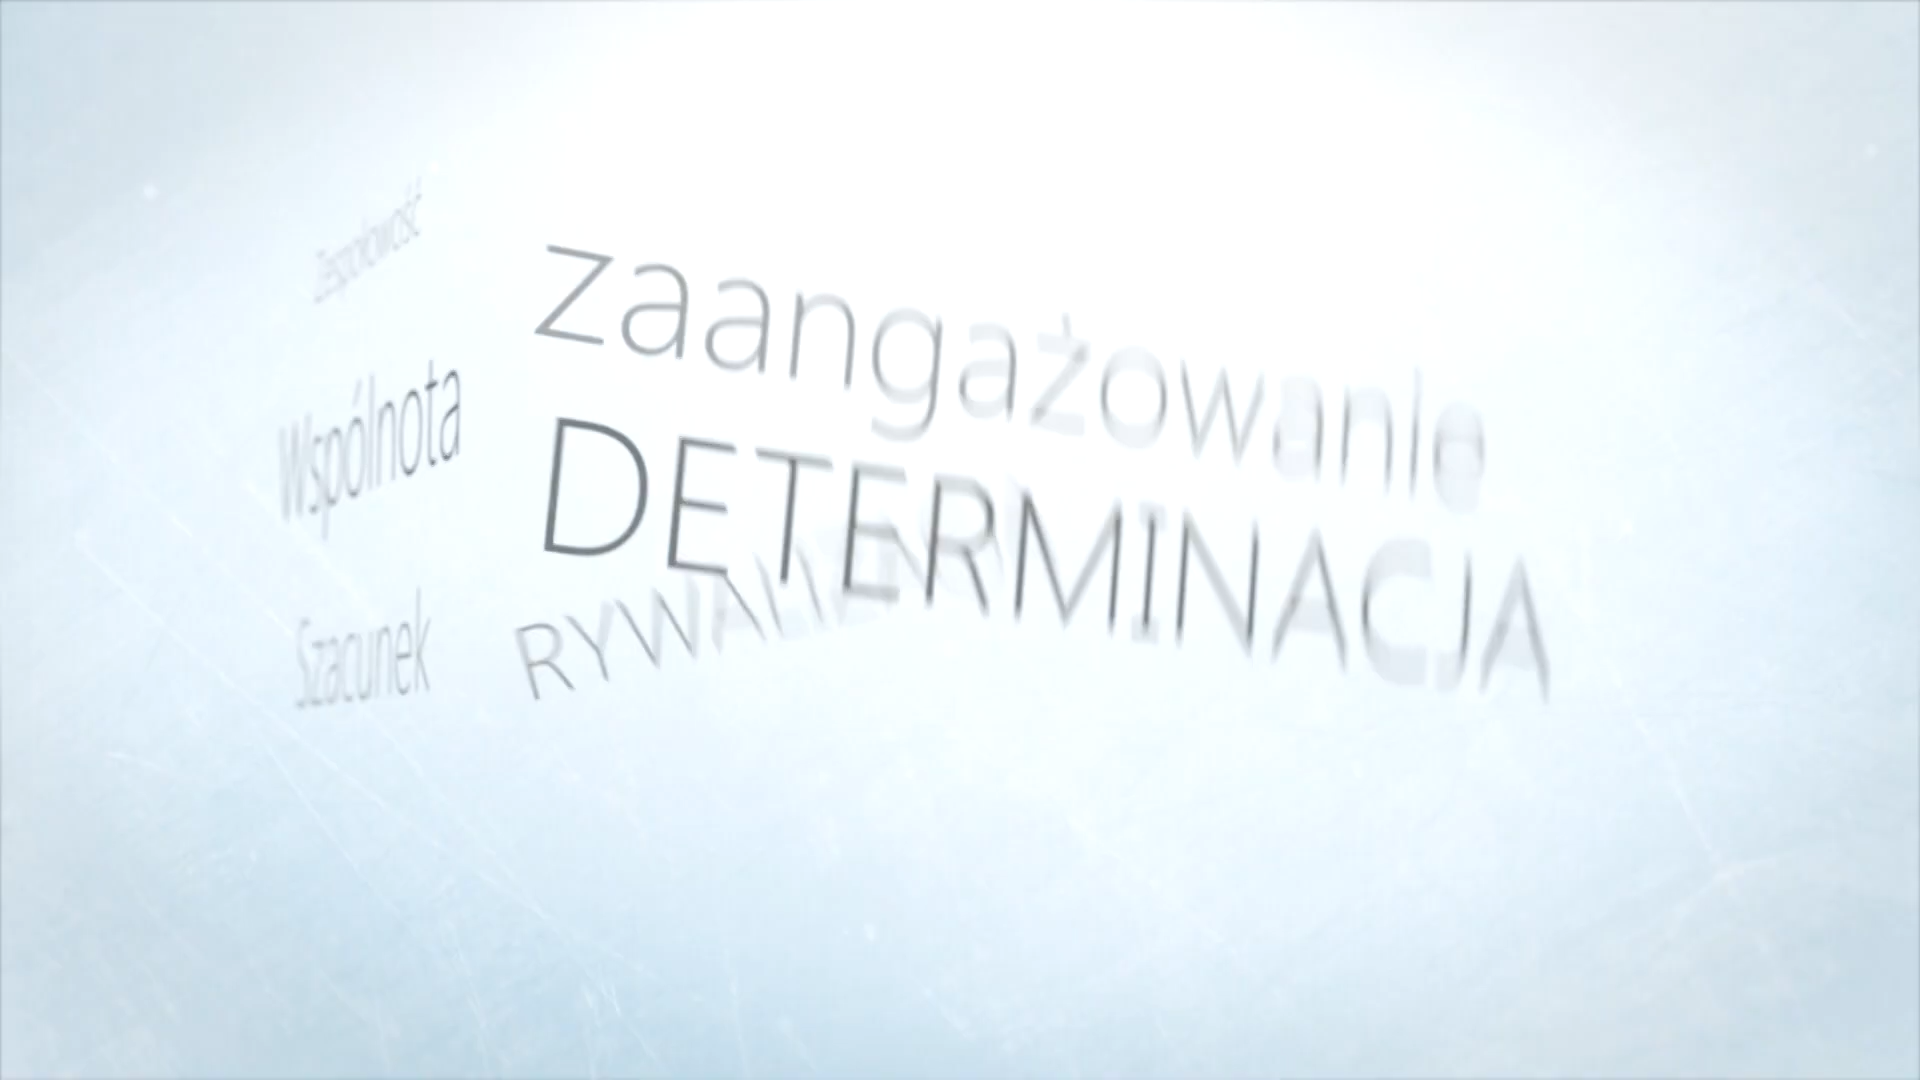 Zespołowość
Wspólnota
Szacunek
zaangażowanie
DETERMINACJA